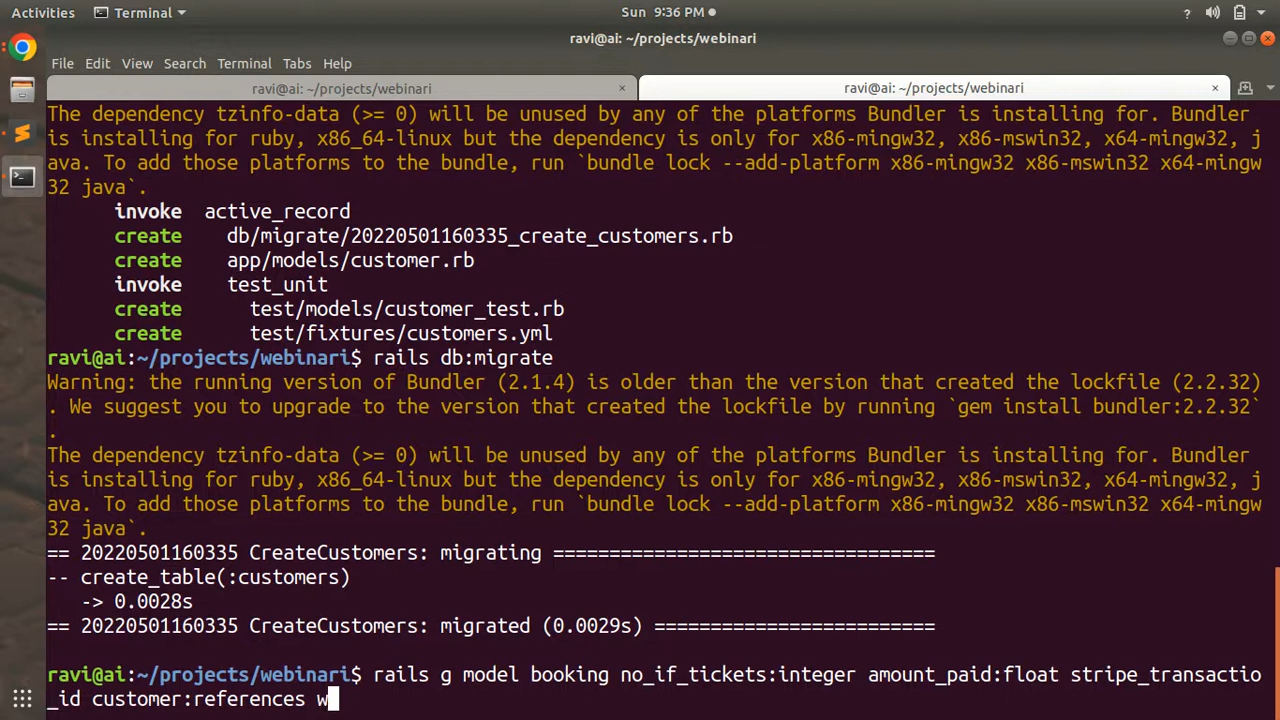 Activities Terminal Sun 9:36 PM
ravi@ai: ~/projects/webinari
File Edit View Search Terminal Tabs Help
ravi@ai: ~/projects/webinari × ravi@ai: ~/projects/webinari ×
The dependency tzinfo-data (>= 0) will be unused by any of the platforms Bundler is installing for. Bundler
is installing for ruby, x86_64-linux but the dependency is only for x86-mingw32, x86-mswin32, x64-mingw32, j
ava. To add those platforms to the bundle, run `bundle lock --add-platform x86-mingw32 x86-mswin32 x64-mingw
32 java`.
invoke active_record
create db/migrate/20220501160335_create_customers.rb
create app/models/customer.rb
invoke test_unit
create test/models/customer_test.rb
create test/fixtures/customers.yml
ravi@ai:~/projects/webinari$ rails db:migrate
Warning: the running version of Bundler (2.1.4) is older than the version that created the lockfile (2.2.32)
. We suggest you to upgrade to the version that created the lockfile by running `gem install bundler:2.2.32`
.
The dependency tzinfo-data (>= 0) will be unused by any of the platforms Bundler is installing for. Bundler
is installing for ruby, x86_64-linux but the dependency is only for x86-mingw32, x86-mswin32, x64-mingw32, j
ava. To add those platforms to the bundle, run `bundle lock --add-platform x86-mingw32 x86-mswin32 x64-mingw
32 java`.
== 20220501160335 CreateCustomers: migrating ==================================
-- create_table(:customers)
-> 0.0028s
== 20220501160335 CreateCustomers: migrated (0.0029s) =========================
ravi@ai:~/projects/webinari$ rails g model booking no_if_tickets:integer amount_paid:float stripe_transactio
_id customer:references w